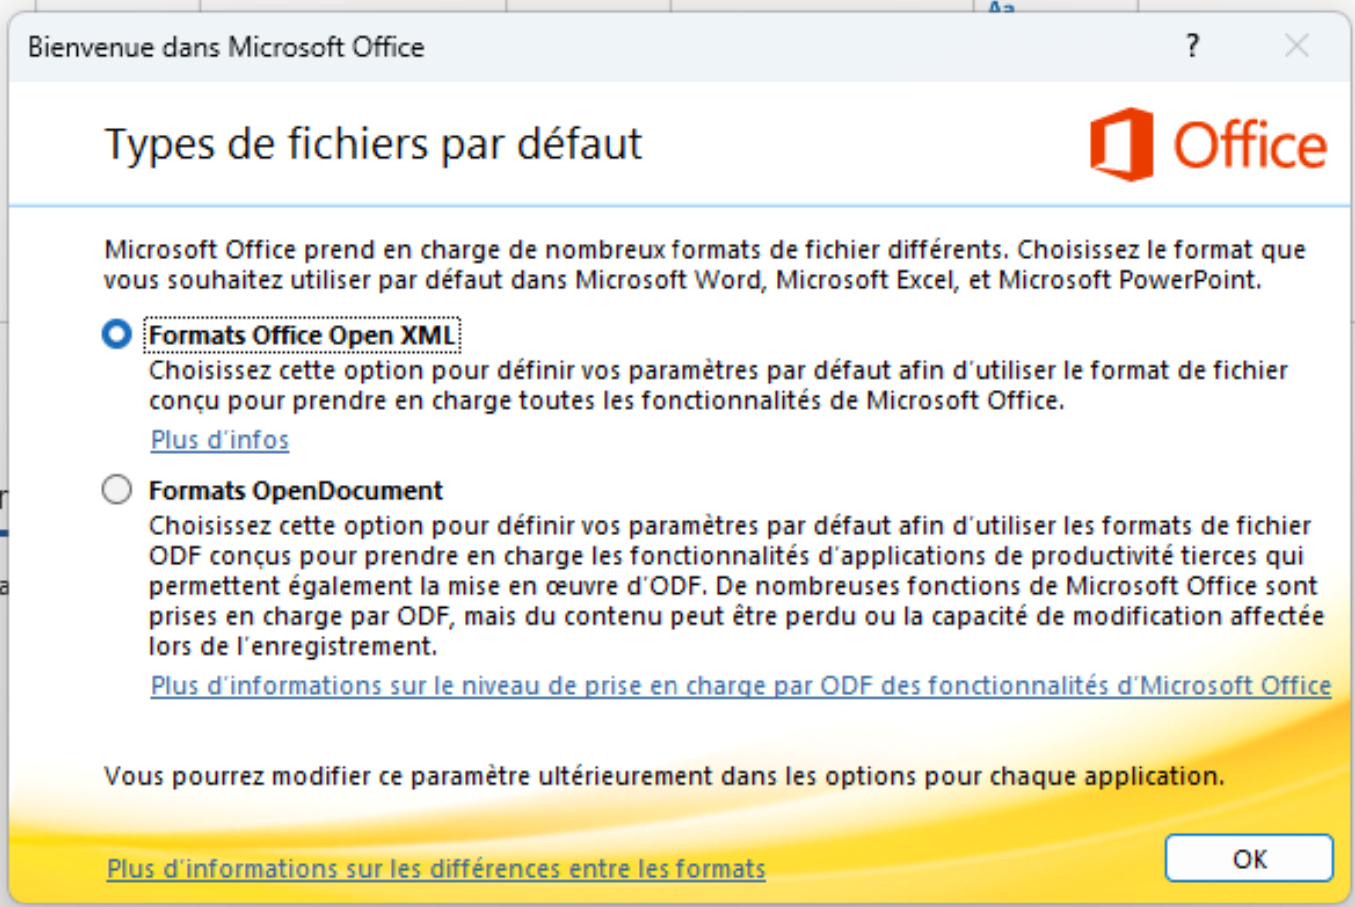 Aa
Bienvenue dans Microsoft Office
?
Types de fichiers par défaut
Office
Microsoft Office prend en charge de nombreux formats de fichier différents. Choisissez le format que
vous souhaitez utiliser par défaut dans Microsoft Word, Microsoft Excel, et Microsoft PowerPoint.
Formats Office Open XML
Choisissez cette option pour définir vos paramètres par défaut afin d'utiliser le format de fichier
conçu pour prendre en charge toutes les fonctionnalités de Microsoft Office.
Plus d'infos
Formats OpenDocument
Choisissez cette option pour définir vos paramètres par défaut afin d'utiliser les formats de fichier
ODF conçus pour prendre en charge les fonctionnalités d'applications de productivité tierces qui
permettent également la mise en œuvre d'ODF. De nombreuses fonctions de Microsoft Office sont
prises en charge par ODF, mais du contenu peut être perdu ou la capacité de modification affectée
lors de l'enregistrement.
Plus d'informations sur le niveau de prise en charge par ODF des fonctionnalités d'Microsoft Office
Vous pourrez modifier ce paramètre ultérieurement dans les options pour chaque application.
Plus d'informations sur les différences entre les formats
OK